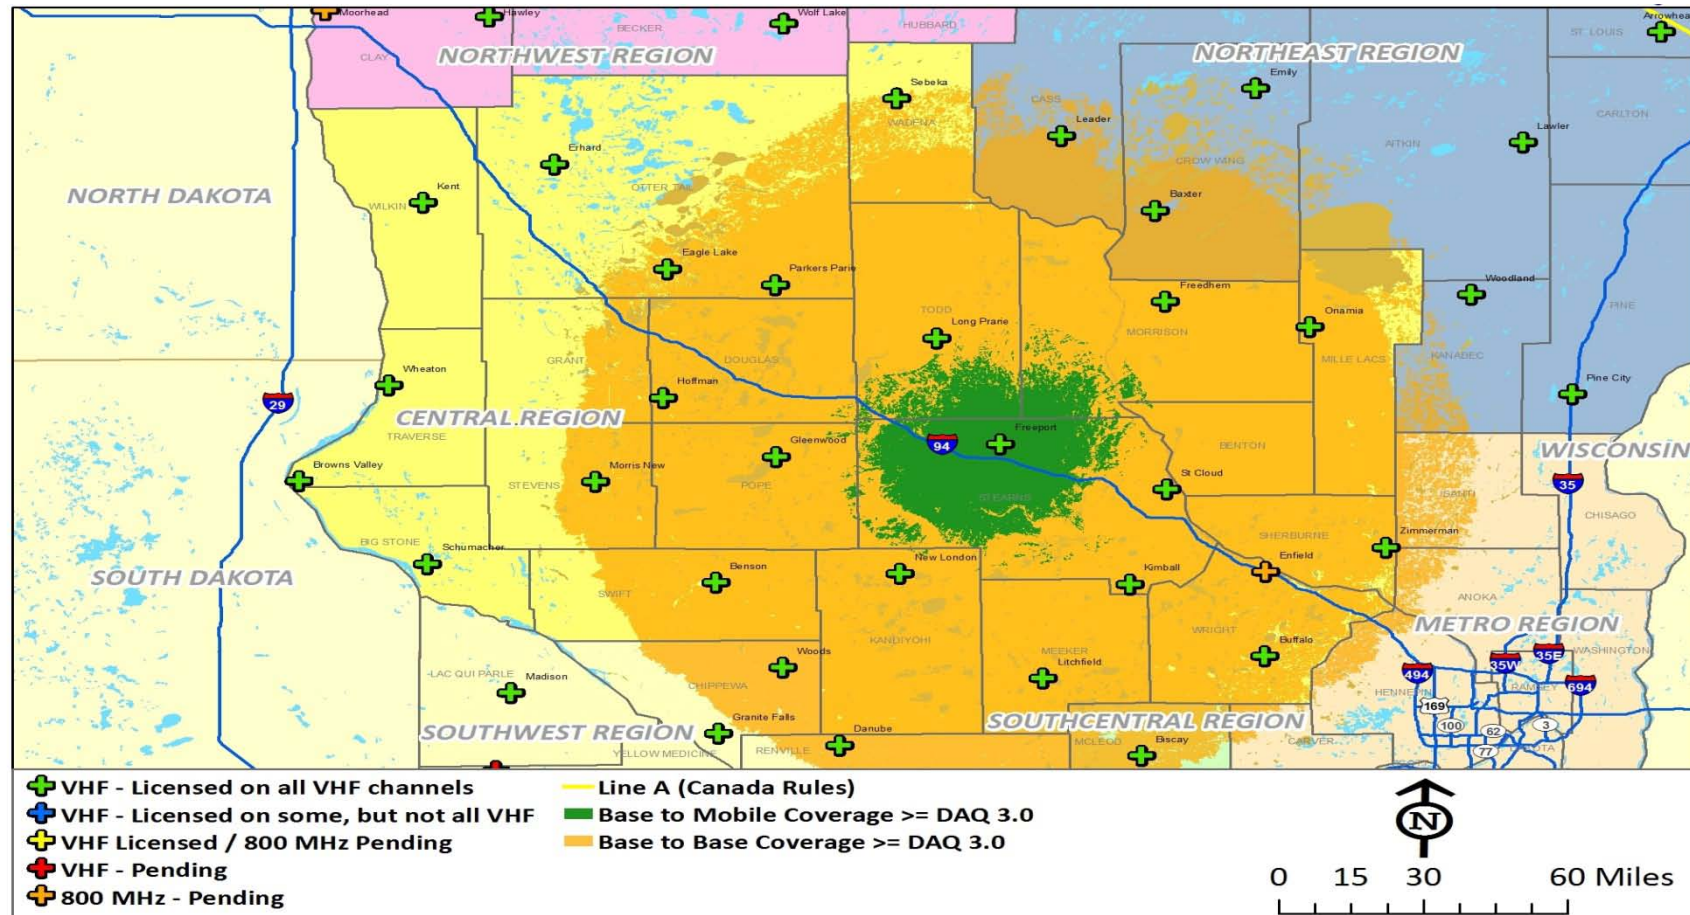 Moorhead
Hawley
Wolf Lake
Arrowhea
BECKER
HUBBARD
ST. LOUIS
CLAY
NORTHWEST REGION
NORTHEAST REGION
Emily
Sebeka
CASS
WADENA
Leader
CARLTON
Lawler
AITKIN
Erhard
CROW WING
NORTH DAKOTA
Kent
OTTER TAIL
WILKIN
Baxter
Eagle Lake
Parkers Parie
Woodland
Freedhem
PINE
TODD
Onamia
Long Prarie
MORRISON
MILLE LACS
KANABEC
GRANT
DOUGLAS
Wheaton
Pine City
Hoffman
29
CENTRAL REGION
TRAVERSE
Freeport
94
Gleenwood
BENTON
WISCONSIN
Browns Valley
Morris New
St Cloud
STEVENS
POPE
35
STEARNS
ISANTI
CHISAGO
BIG STONE
SHERBURNE
Zimmerman
Schumacher
New London
Enfield
SOUTH DAKOTA
Benson
Kimball
SWIFT
ANOKA
METRO REGION
KANDIYOHI
WRIGHT
Buffalo
WASHINGTON
Woods
MEEKER
35W
35E
Litchfield
LAC QUI PARLE
Madison
CHIPPEWA
494
694
HENNEPIN
RAMSEY
169
SOUTHWEST REGION
Granite Falls
SOUTHCENTRAL REGION
100
3
Danube
62
YELLOW MEDICINE
RENVILLE
MCLEOD
Biscay
CARVER
77
DAKOTA
VHF - Licensed on all VHF channels
VHF - Licensed on some, but not all VHF
VHF Licensed / 800 MHz Pending
VHF - Pending
800 MHz - Pending
Line A (Canada Rules)
Base to Mobile Coverage >= DAQ 3.0
Base to Base Coverage >= DAQ 3.0
N
0 15 30 60 Miles